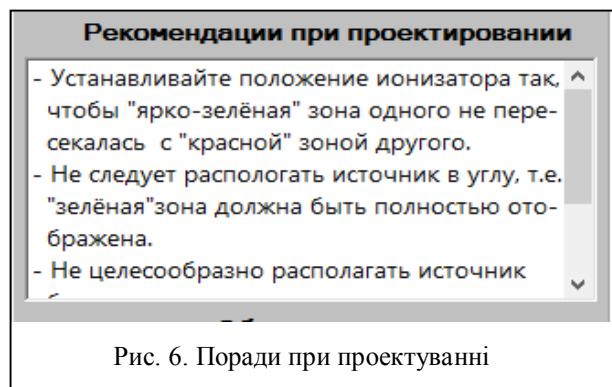 Рекомендации при проектировании
- Устанавливайте положение ионизатора так,
чтобы "ярко-зелёная" зона одного не пере-
секалась с "красной" зоной другого.
- Не следует распологать источник в углу, т.е.
"зелёная"зона должна быть полностью ото-
бражена.
- Не целесообразно располагать источник
Рис. 6. Поради при проектуванні